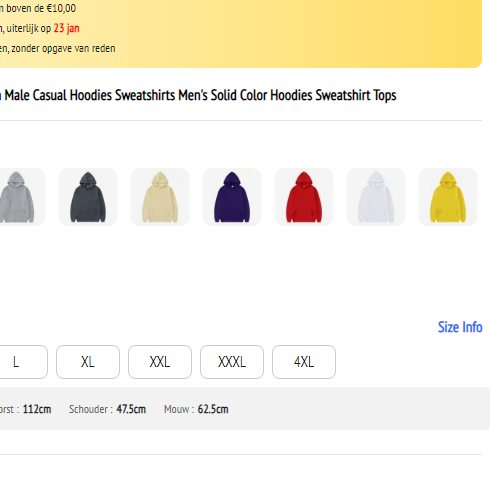 n boven de €10,00
, uiterlijk op 23 jan
en, zonder opgave van reden
Male Casual Hoodies Sweatshirts Men's Solid Color Hoodies Sweatshirt Tops
Size Info
L XL XXL XXXL 4XL
orst : 112cm Schouder : 47.5cm Mouw : 62.5cm